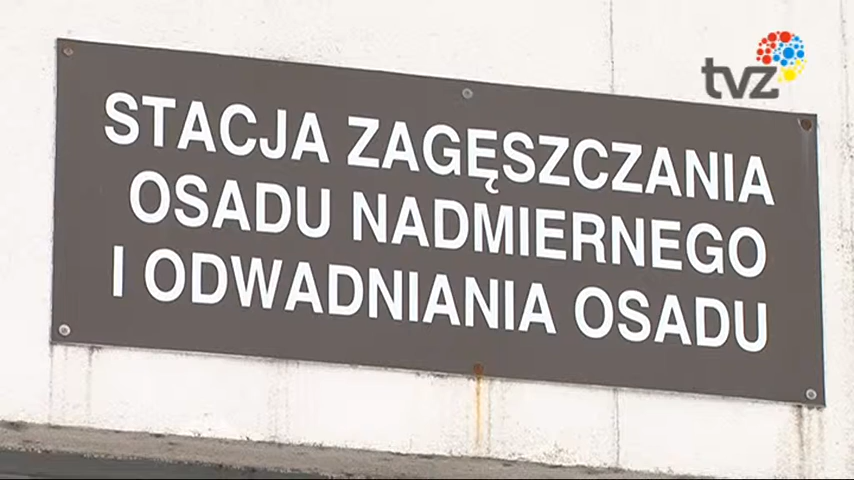 tvz
STACJA ZAGĘSZCZANIA
OSADU NADMIERNEGO
I ODWADNIANIA OSADU